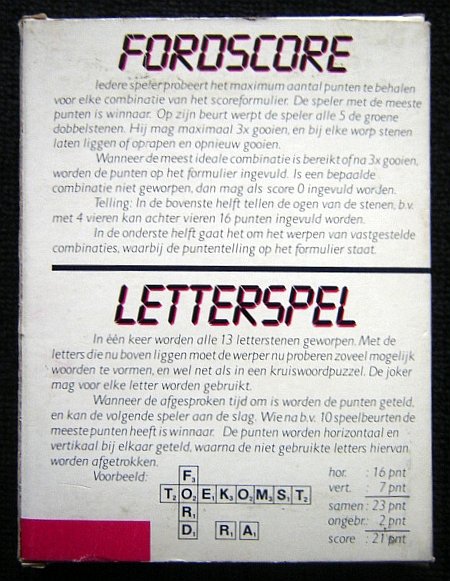 FORDSCORE
Iedere speler probeert het maximum aantal punten te behalen
voor elke combinatie van het scoreformulier. De speler met de meeste
punten is winnaar. Op zijn beurt werpt de speler alle 5 de groene
dobbelstenen. Hij mag maximaal 3x gooien, en bij elke worp stenen
laten liggen of oprapen en opnieuw gooien.
Wanneer de meest ideale combinatie is bereikt of na 3x gooien,
worden de punten op het formulier ingevuld. Is een bepaalde
combinatie niet geworpen, dan mag als score 0 ingevuld worden.
Telling: In de bovenste helft tellen de ogen van de stenen, b.v.
met 4 vieren kan achter vieren 16 punten ingevuld worden.
In de onderste helft gaat het om het werpen van vastgestelde
combinaties, waarbij de puntentelling op het formulier staat.
LETTERSPEL
In één keer worden alle 13 letterstenen geworpen. Met de
letters die nu boven liggen moet de werper nu proberen zoveel mogelijk
woorden te vormen, en wel net als in een kruiswoordpuzzel. De joker
mag voor elke letter worden gebruikt.
Wanneer de afgesproken tijd om is worden de punten geteld,
en kan de volgende speler aan de slag. Wie na b.v. 10 speelbeurten de
meeste punten heeft is winnaar. De punten worden horizontaal en
vertikaal bij elkaar geteld, waarna de niet gebruikte letters hiervan
worden afgetrokken.
Voorbeeld:
F
TOEKOMST
R
D RA
hor. : 16 pnt
vert. : 7 pnt
samen : 23 pnt
ongebr.: 2 pnt
score : 21 pnt